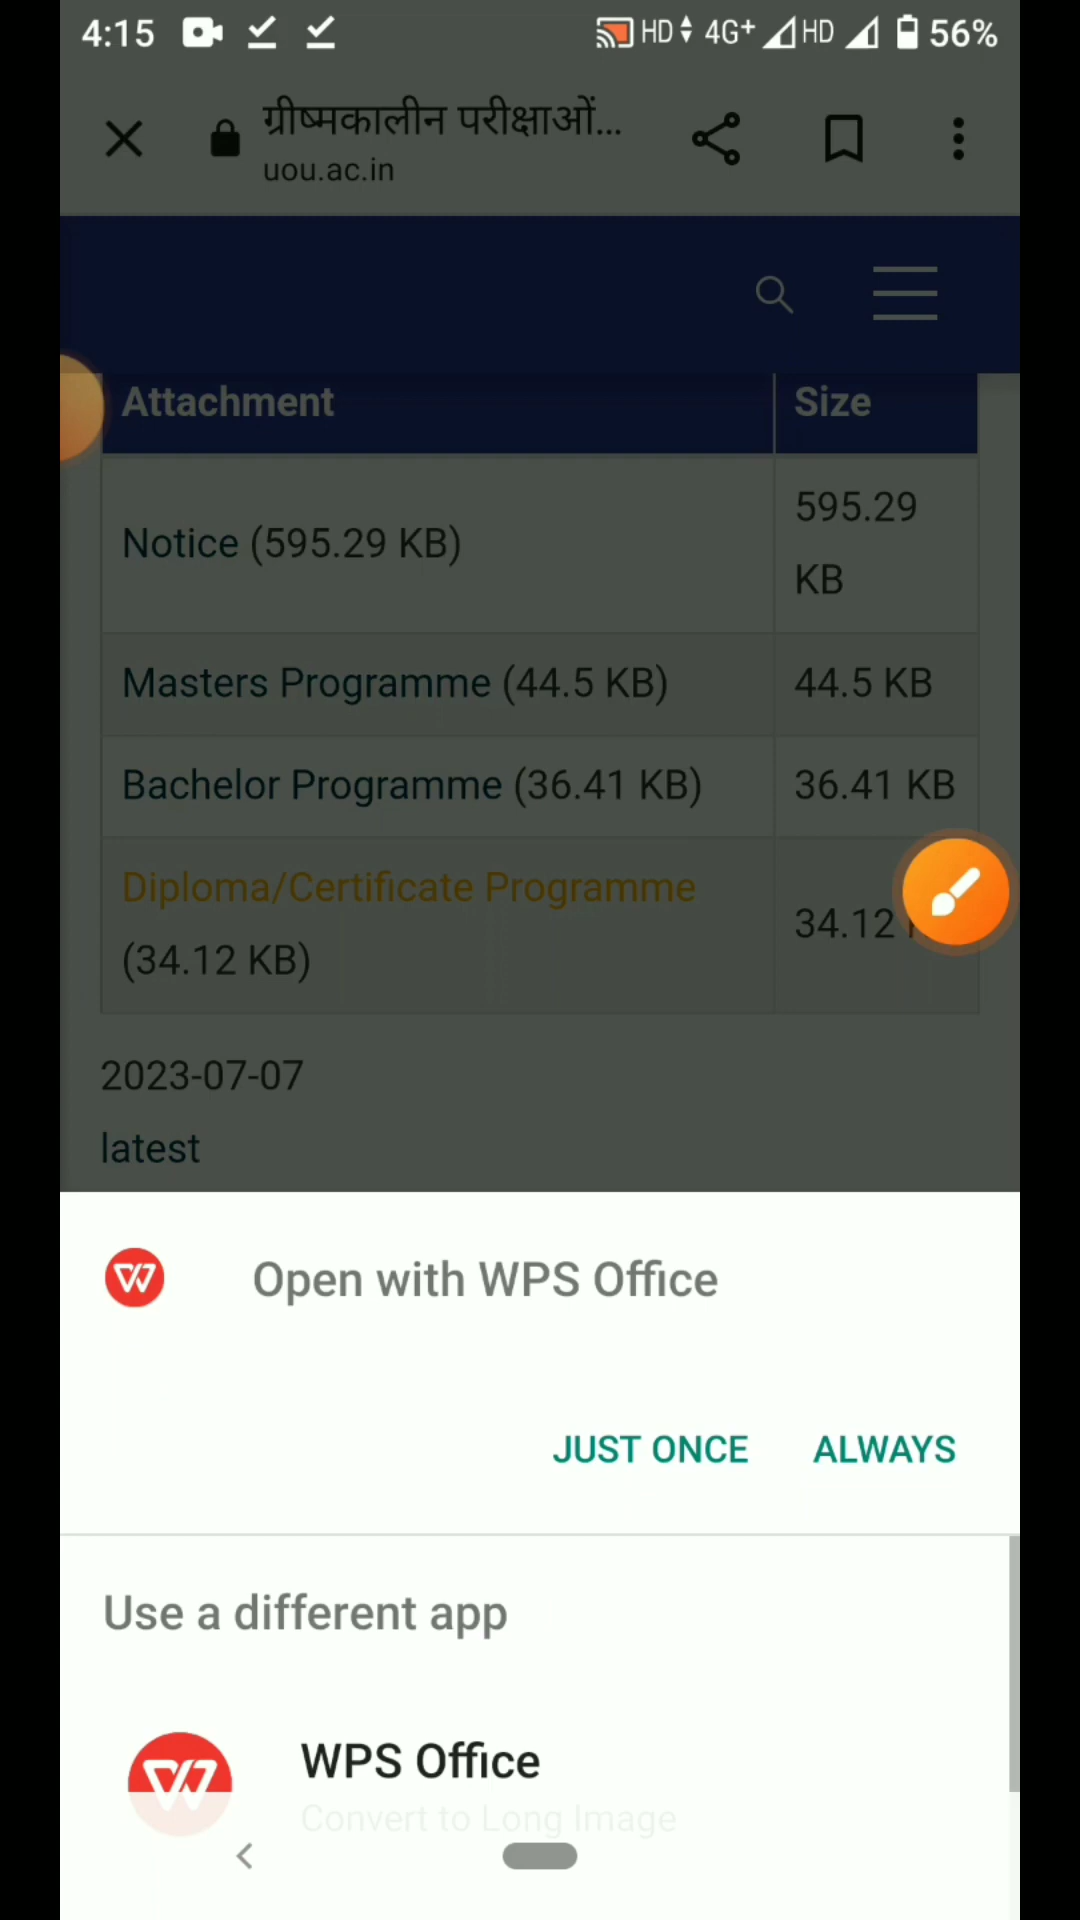 4:15 HD 4G+ HD 56%
ग्रीष्मकालीन परीक्षाओं...
uou.ac.in
Attachment Size
Notice (595.29 KB) 595.29
KB
Masters Programme (44.5 KB) 44.5 KB
Bachelor Programme (36.41 KB) 36.41 KB
Diploma/Certificate Programme
(34.12 KB) 34.12
2023-07-07
latest
Open with WPS Office
JUST ONCE ALWAYS
Use a different app
WPS Office
Convert to Long Image